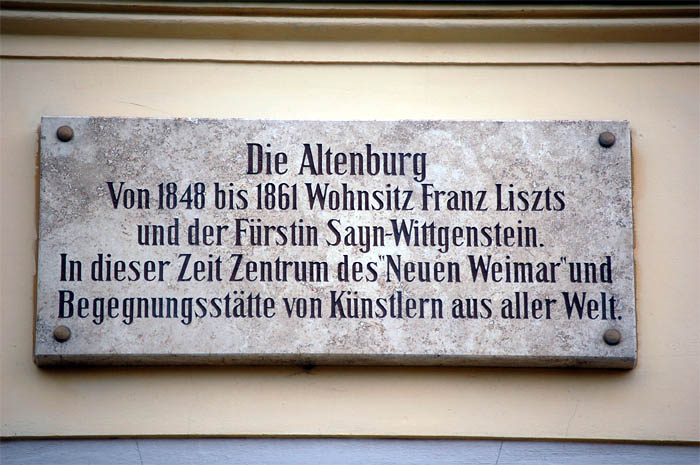 Die Altenburg
Von 1848 bis 1861 Wohnsitz Franz Liszts
und der Fürstin Sayn-Wittgenstein.
In dieser Zeit Zentrum des "Neuen Weimar" und
Begegnungsstätte von Künstlern aus aller Welt.